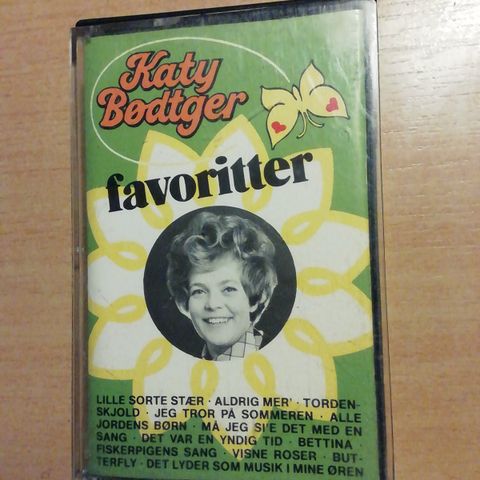 Katy
Bødtger
favoritter
LILLE SORTE STÆR · ALDRIG MER' · TORDEN-
SKJOLD · JEG TROR PÅ SOMMEREN · ALLE
JORDENS BØRN · MÅ JEG SI'E DET MED EN
SANG · DET VAR EN YNDIG TID · BETTINA ·
FISKERPIGENS SANG · VISNE ROSER · BUT-
TERFLY · DET LYDER SOM MUSIK I MINE ØREN